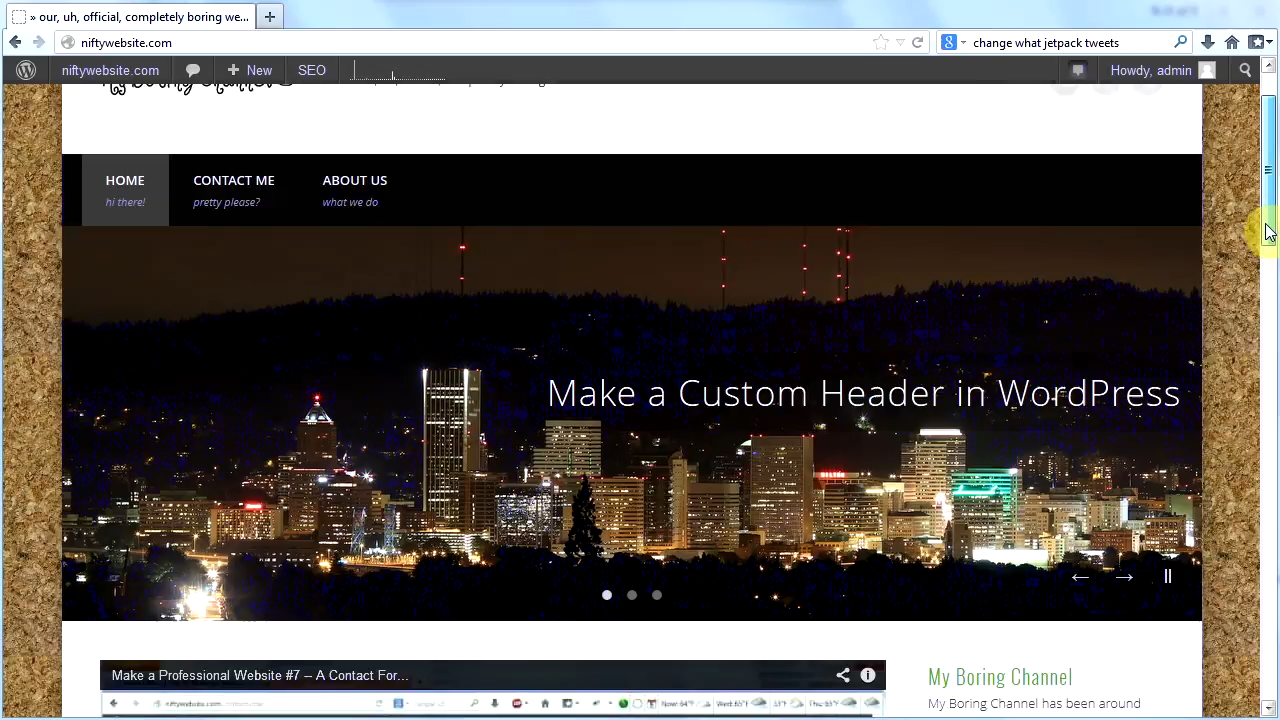 » our, uh, official, completely boring we...
niftywebsite.com
change what jetpack tweets
niftywebsite.com
New
SEO
Howdy, admin
HOME
CONTACT ME
ABOUT US
hi there!
pretty please?
what we do
Make a Custom Header in WordPress
Make a Professional Website #7 – A Contact For...
My Boring Channel
My Boring Channel has been around